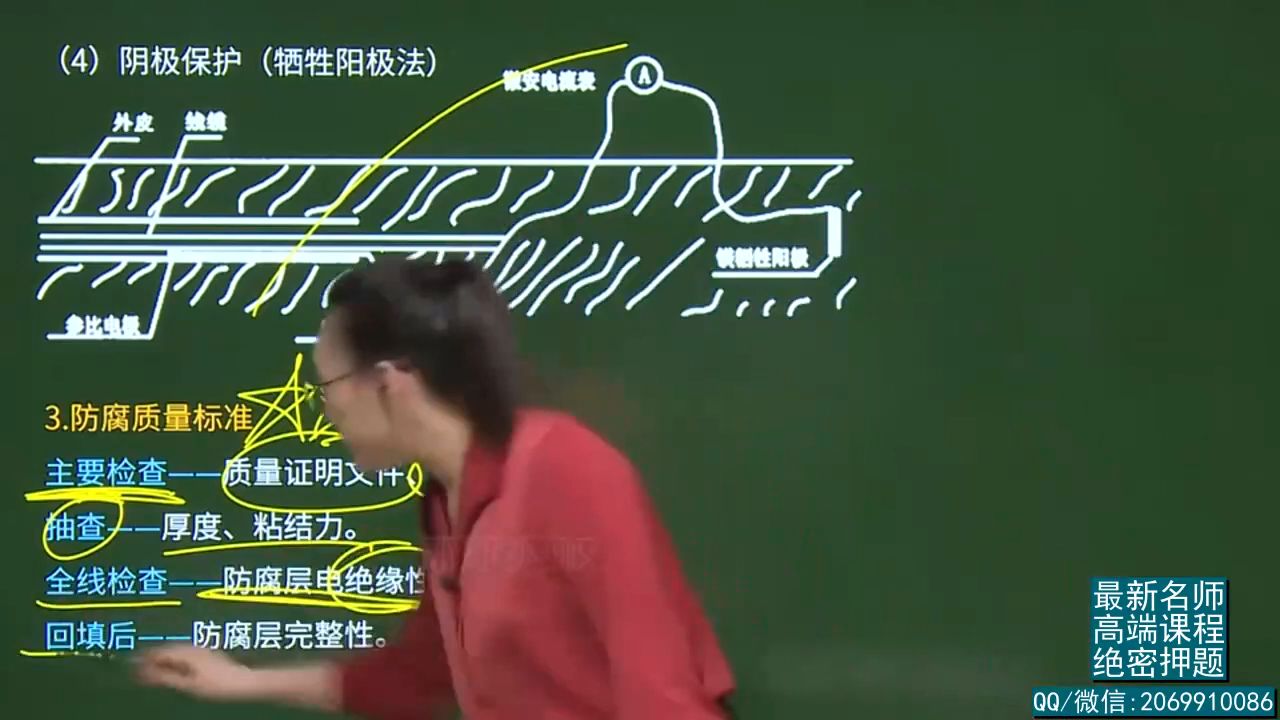 (4) 阴极保护（牺牲阳极法）
微安电流表
A
外皮 线缆
镁牺牲阳极
参比电极
3.防腐质量标准
主要检查——质量证明文件、
抽查——厚度、粘结力。
全线检查——防腐层电绝缘性
回填后——防腐层完整性。
最新名师
高端课程
绝密押题
QQ/微信:2069910086